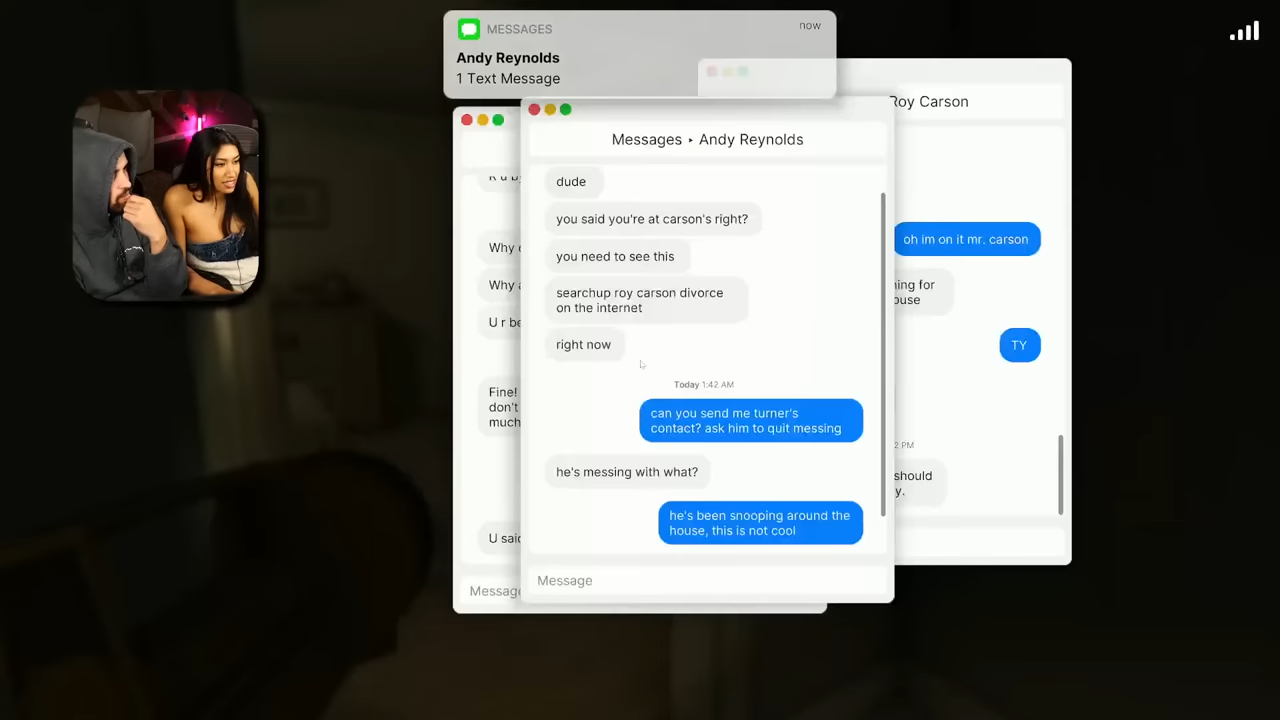 MESSAGES
now
Andy Reynolds
1 Text Message
Roy Carson
Messages ▸ Andy Reynolds
dude
you said you're at carson's right?
you need to see this
searchup roy carson divorce
on the internet
right now
Today 1:42 AM
can you send me turner's
contact? ask him to quit messing
he's messing with what?
he's been snooping around the
house, this is not cool
Message
Why
Why
U r be
Fine!
don't
much
U said
Message
oh im on it mr. carson
ing for
TY
PM
should
y.